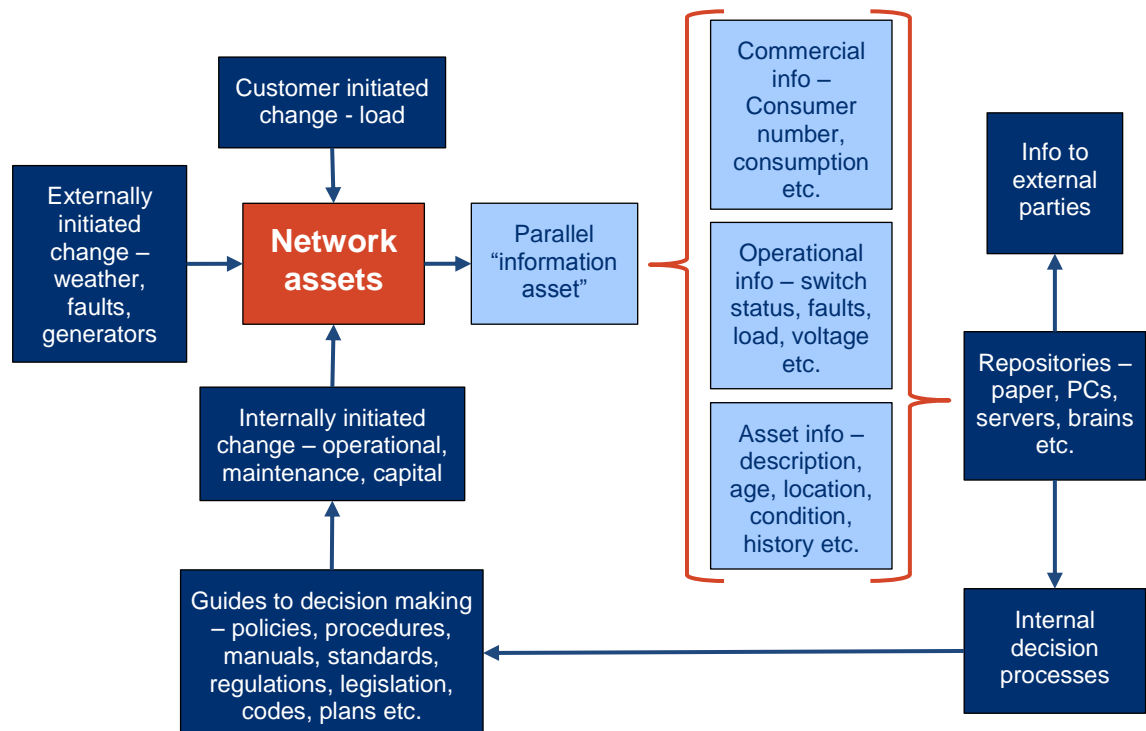 Customer initiated
change - load
Externally
initiated
change –
weather,
faults,
generators
Network
assets
Parallel
“information
asset”
Commercial
info –
Consumer
number,
consumption
etc.
Operational
info – switch
status, faults,
load, voltage
etc.
Asset info –
description,
age, location,
condition,
history etc.
Info to
external
parties
Repositories –
paper, PCs,
servers, brains
etc.
Internally initiated
change – operational,
maintenance, capital
Guides to decision making
– policies, procedures,
manuals, standards,
regulations, legislation,
codes, plans etc.
Internal
decision
processes